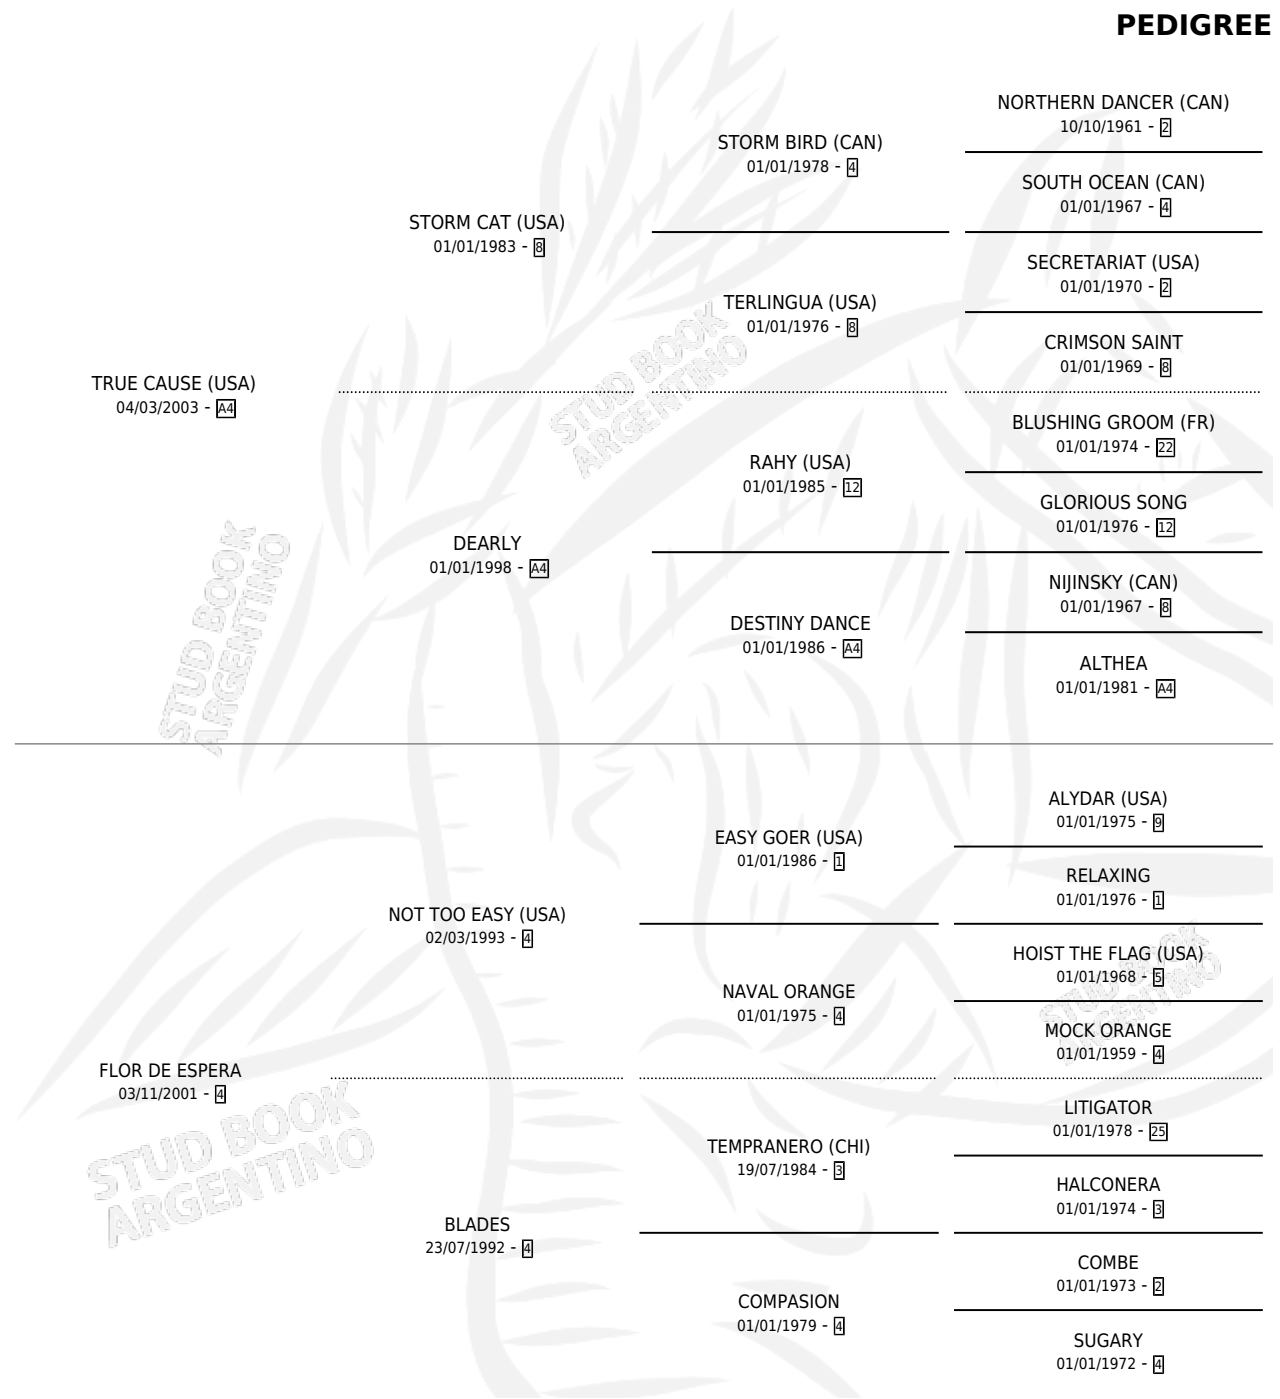 PEDIGREE
NORTHERN DANCER (CAN)
10/10/1961 - 2
STORM BIRD (CAN)
01/01/1978 - 4
SOUTH OCEAN (CAN)
01/01/1967 - 4
STORM CAT (USA)
01/01/1983 - 8
SECRETARIAT (USA)
01/01/1970 - 2
TERLINGUA (USA)
01/01/1976 - 8
CRIMSON SAINT
01/01/1969 - 8
TRUE CAUSE (USA)
04/03/2003 - A4
BLUSHING GROOM (FR)
01/01/1974 - 22
RAHY (USA)
01/01/1985 - 12
GLORIOUS SONG
01/01/1976 - 12
DEARLY
01/01/1998 - A4
NIJINSKY (CAN)
01/01/1967 - 8
DESTINY DANCE
01/01/1986 - A4
ALTHEA
01/01/1981 - A4
ALYDAR (USA)
01/01/1975 - 9
EASY GOER (USA)
01/01/1986 - 1
RELAXING
01/01/1976 - 1
NOT TOO EASY (USA)
02/03/1993 - 4
HOIST THE FLAG (USA)
01/01/1968 - 5
NAVAL ORANGE
01/01/1975 - 4
MOCK ORANGE
01/01/1959 - 4
FLOR DE ESPERA
03/11/2001 - 4
LITIGATOR
01/01/1978 - 25
TEMPRANERO (CHI)
19/07/1984 - 3
HALCONERA
01/01/1974 - 3
BLADES
23/07/1992 - 4
COMBE
01/01/1973 - 2
COMPASION
01/01/1979 - 4
SUGARY
01/01/1972 - 4
STUD BOOK
ARGENTINO
STUD BOOK
ARGENTINO
STUD BOOK
ARGENTINO
STUD BOOK
ARGENTINO